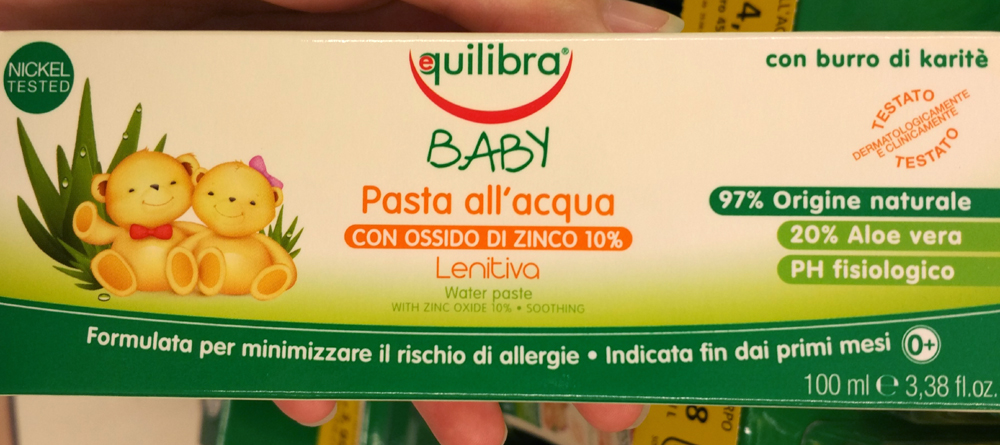 NICKEL
TESTED
equilibra®
BABY
Pasta all'acqua
CON OSSIDO DI ZINCO 10%
Lenitiva
Water paste
WITH ZINC OXIDE 10% • SOOTHING
con burro di karitè
TESTATO
DERMATOLOGICAMENTE
E CLINICAMENTE
TESTATO
97% Origine naturale
20% Aloe vera
PH fisiologico
Formulata per minimizzare il rischio di allergie • Indicata fin dai primi mesi 0+
100 ml ℮ 3,38 fl.oz.